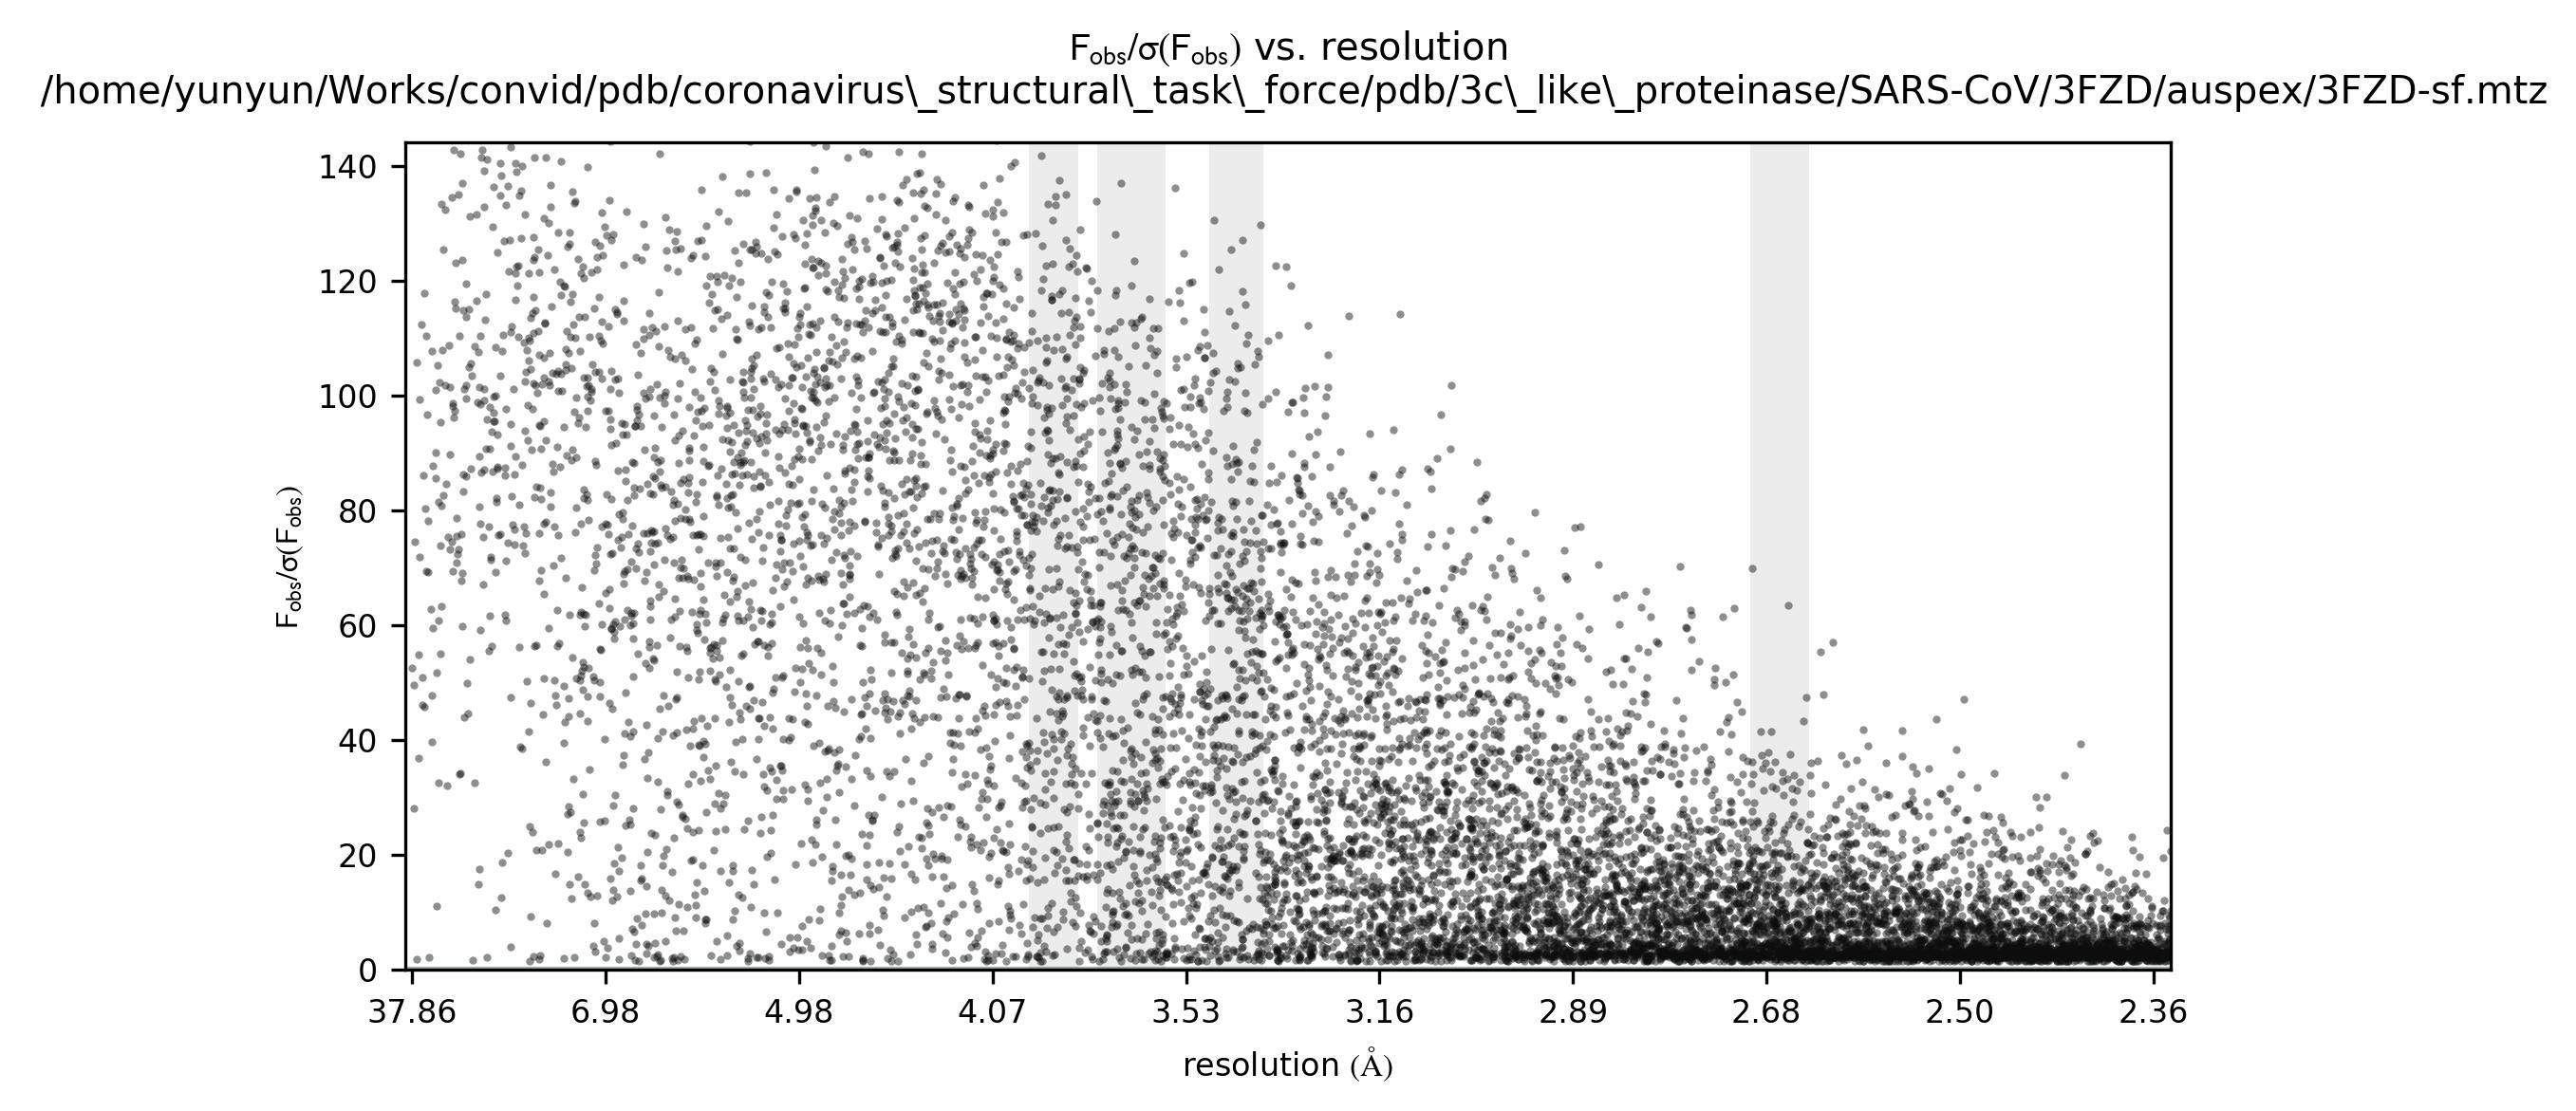 Fobs/σ(Fobs) vs. resolution
/home/yunyun/Works/convid/pdb/coronavirus\_structural\_task\_force/pdb/3c\_like\_proteinase/SARS-CoV/3FZD/auspex/3FZD-sf.mtz
140
120
100
80
60
40
20
0
Fobs/σ(Fobs)
37.86 6.98 4.98 4.07 3.53 3.16 2.89 2.68 2.50 2.36
resolution (Å)